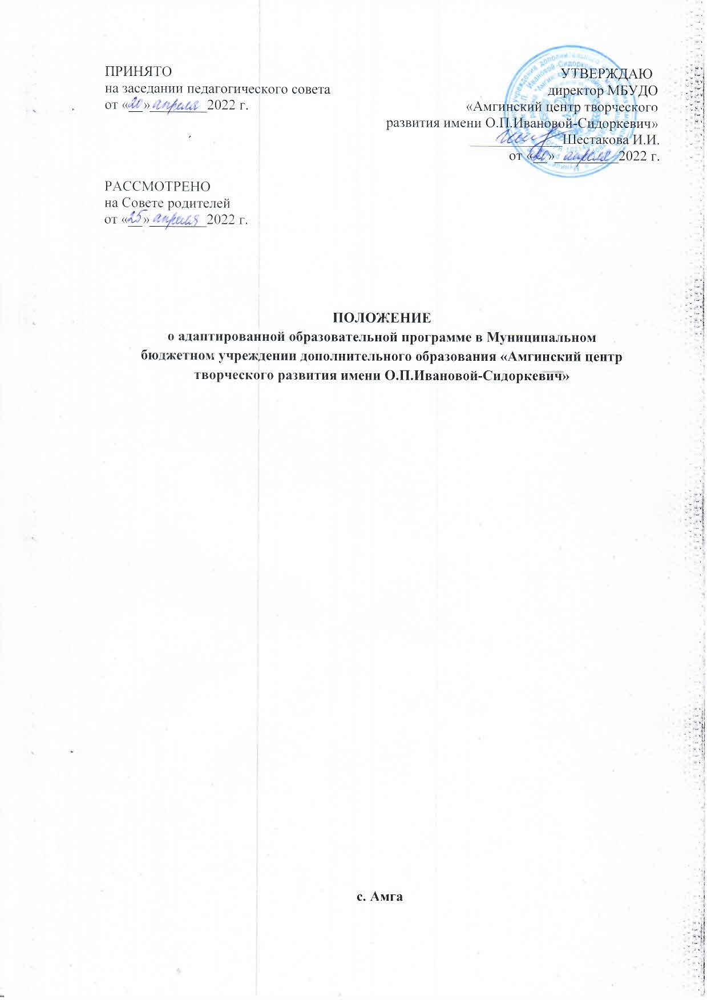 ПРИНЯТО
на заседании педагогического совета
от «20» апреля 2022 г.
УТВЕРЖДАЮ
директор МБУДО
«Амгинский центр творческого
развития имени О.П.Ивановой-Сидоркевич»
Шестакова И.И.
от «20» апреля 2022 г.
РАССМОТРЕНО
на Совете родителей
от «25» апреля 2022 г.
ПОЛОЖЕНИЕ
о адаптированной образовательной программе в Муниципальном
бюджетном учреждении дополнительного образования «Амгинский центр
творческого развития имени О.П.Ивановой-Сидоркевич»
с. Амга